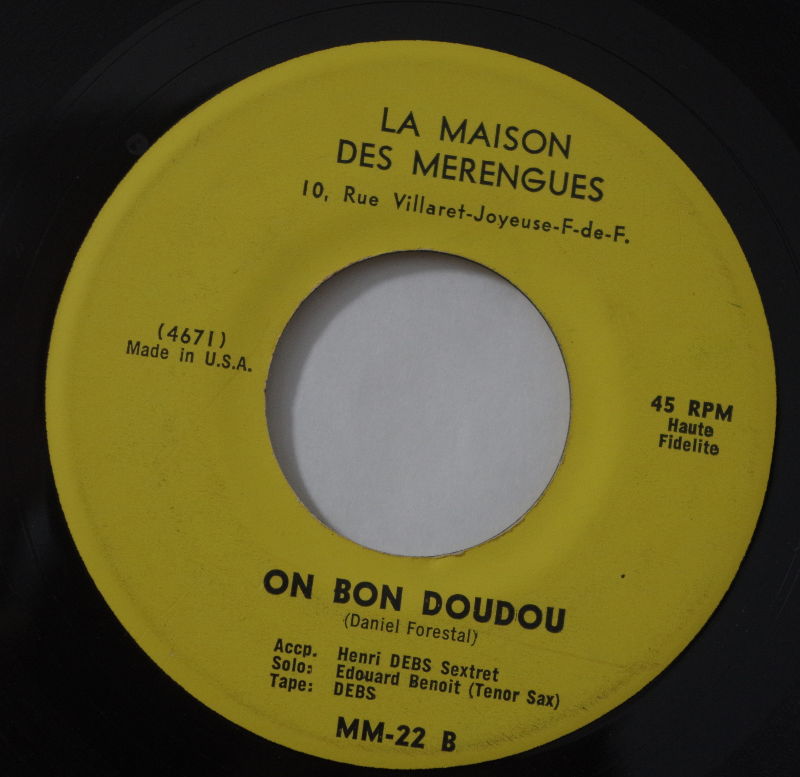 LA MAISON
DES MERENGUES
10, Rue Villaret-Joyeuse-F-de-F.
(4671)
Made in U.S.A.
45 RPM
Haute
Fidelite
ON BON DOUDOU
(Daniel Forestal)
Accp. Henri DEBS Sextret
Solo: Edouard Benoit (Tenor Sax)
Tape: DEBS
MM-22 B